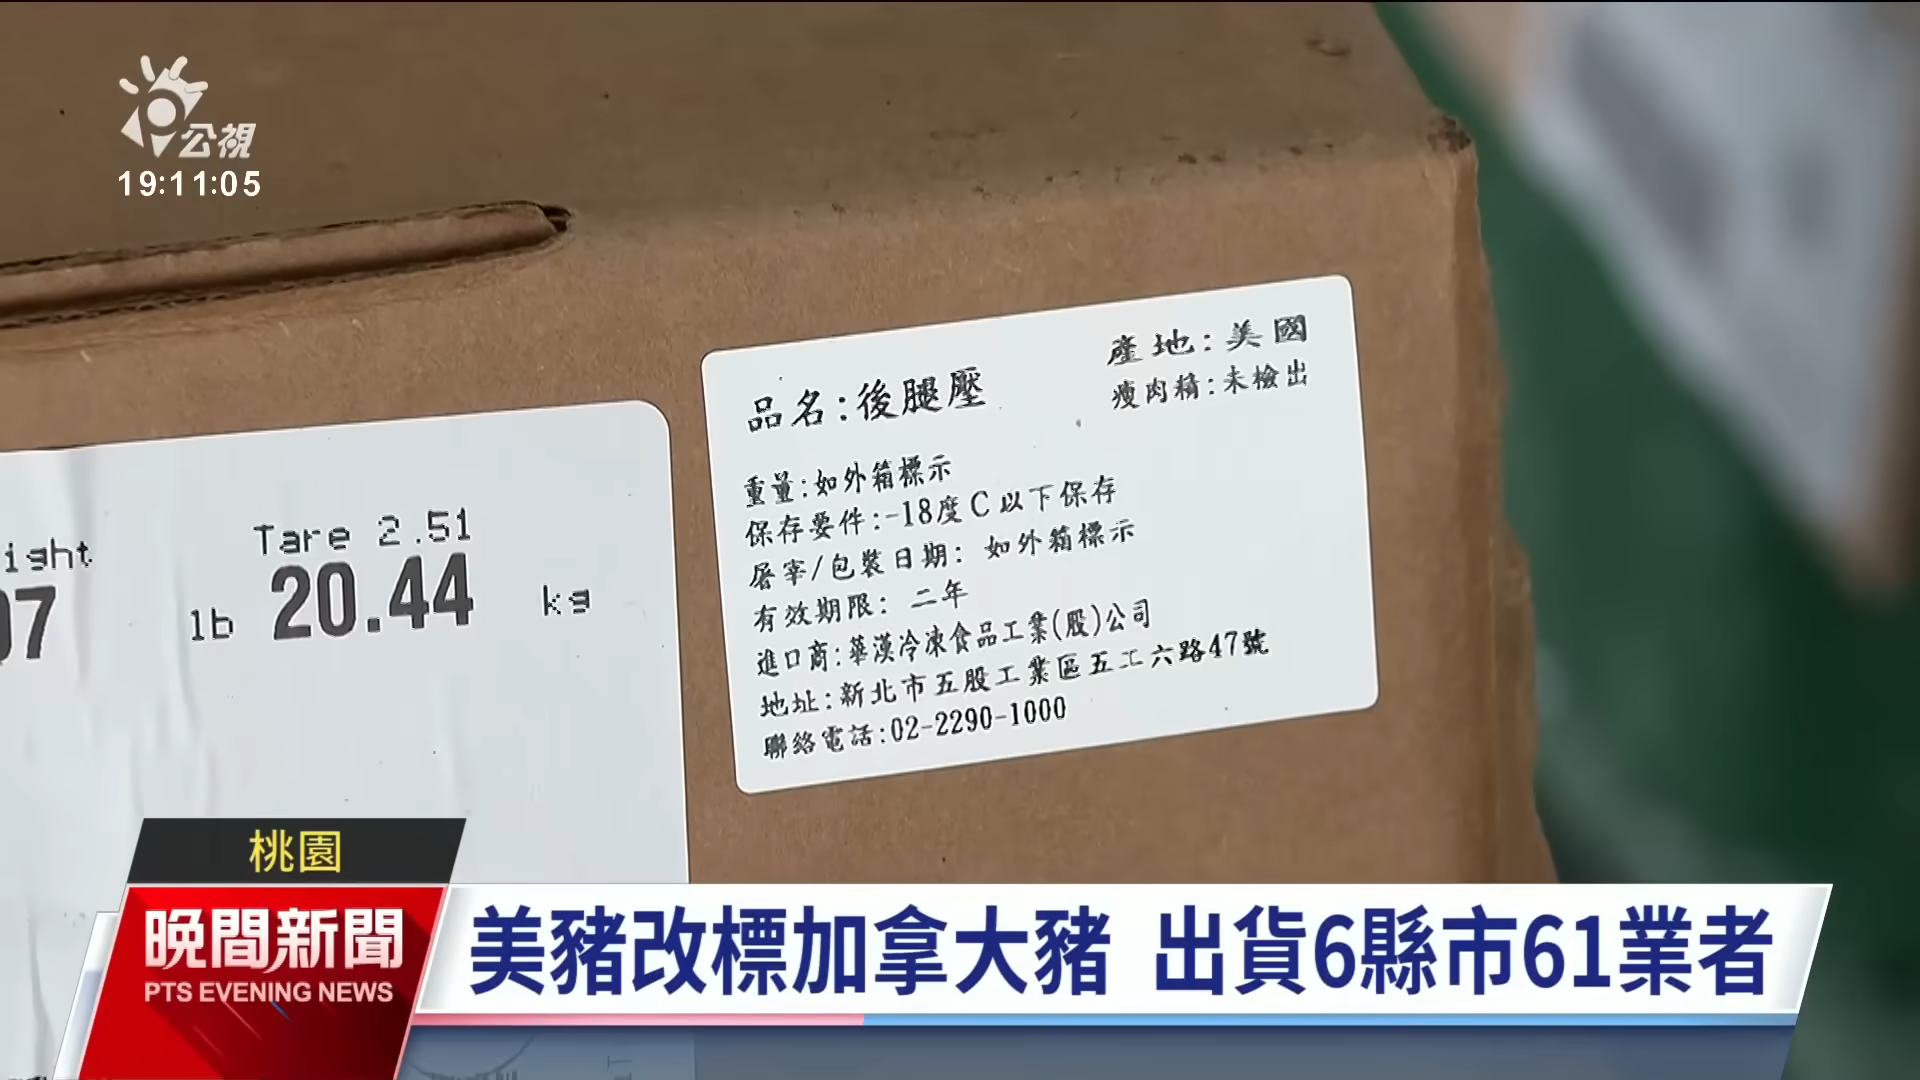 公視
19:11:05
品名:後腿壓
產地:美國
瘦肉精:未檢出
重量:如外箱標示
保存要件:-18度C以下保存
屠宰/包裝日期: 如外箱標示
有效期限: 二年
進口商:華漢冷凍食品工業(股)公司
地址:新北市五股工業區五工六路47號
聯絡電話:02-2290-1000
ight
Tare 2.51
07 lb 20.44 kg
桃園
晚間新聞
PTS EVENING NEWS
美豬改標加拿大豬 出貨6縣市61業者